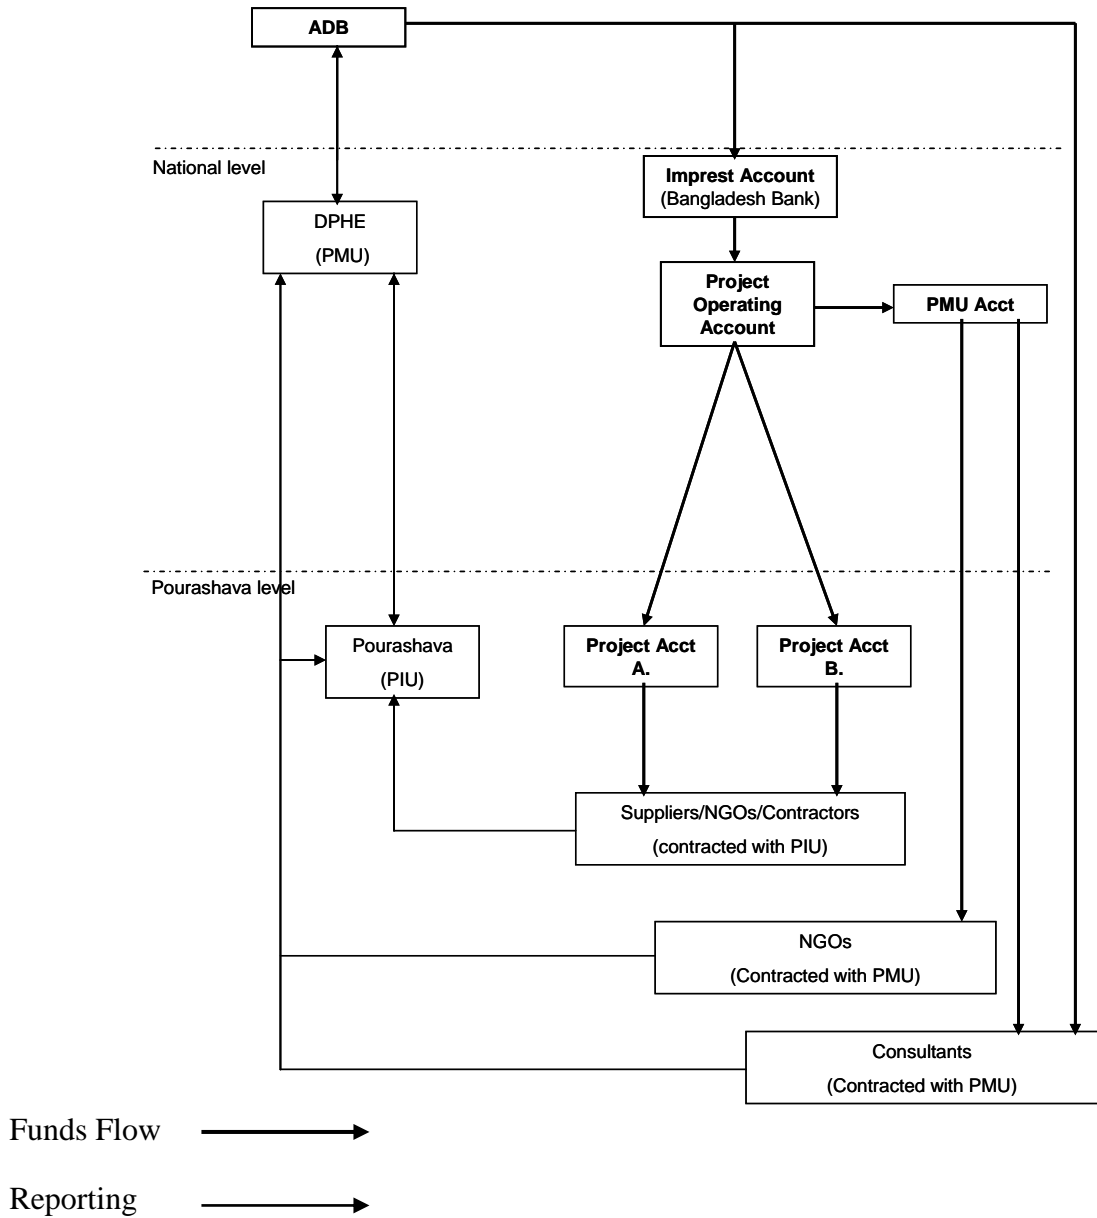 ADB
National level
Imprest Account
(Bangladesh Bank)
DPHE
(PMU)
Project
Operating
Account
PMU Acct
Pourashava level
Pourashava
(PIU)
Project Acct
A.
Project Acct
B.
Suppliers/NGOs/Contractors
(contracted with PIU)
NGOs
(Contracted with PMU)
Consultants
(Contracted with PMU)
Funds Flow
Reporting